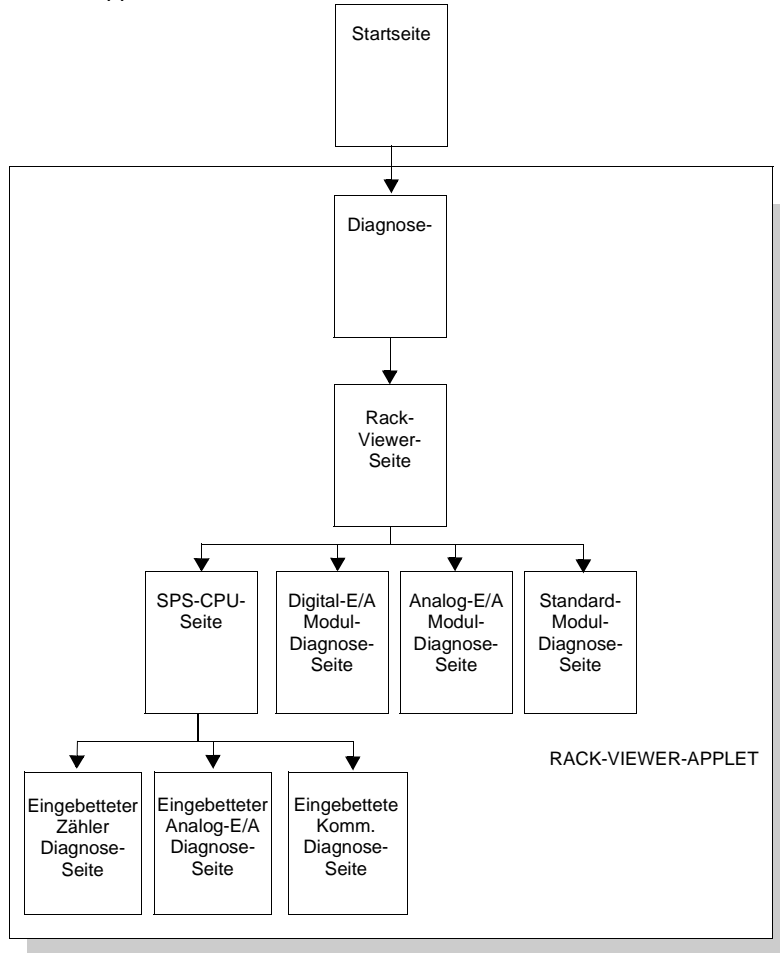 Startseite
Diagnose-
Rack-
Viewer-
Seite
SPS-CPU-
Seite
Digital-E/A
Modul-
Diagnose-
Seite
Analog-E/A
Modul-
Diagnose-
Seite
Standard-
Modul-
Diagnose-
Seite
RACK-VIEWER-APPLET
Eingebetteter
Zähler
Diagnose-
Seite
Eingebetteter
Analog-E/A
Diagnose-
Seite
Eingebettete
Komm.
Diagnose-
Seite